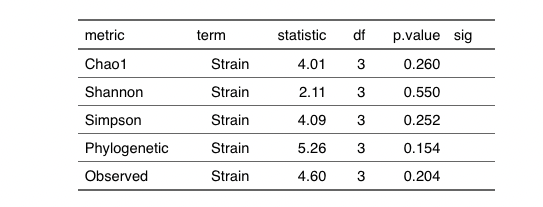 metric term statistic df p.value sig
Chao1 Strain 4.01 3 0.260
Shannon Strain 2.11 3 0.550
Simpson Strain 4.09 3 0.252
Phylogenetic Strain 5.26 3 0.154
Observed Strain 4.60 3 0.204